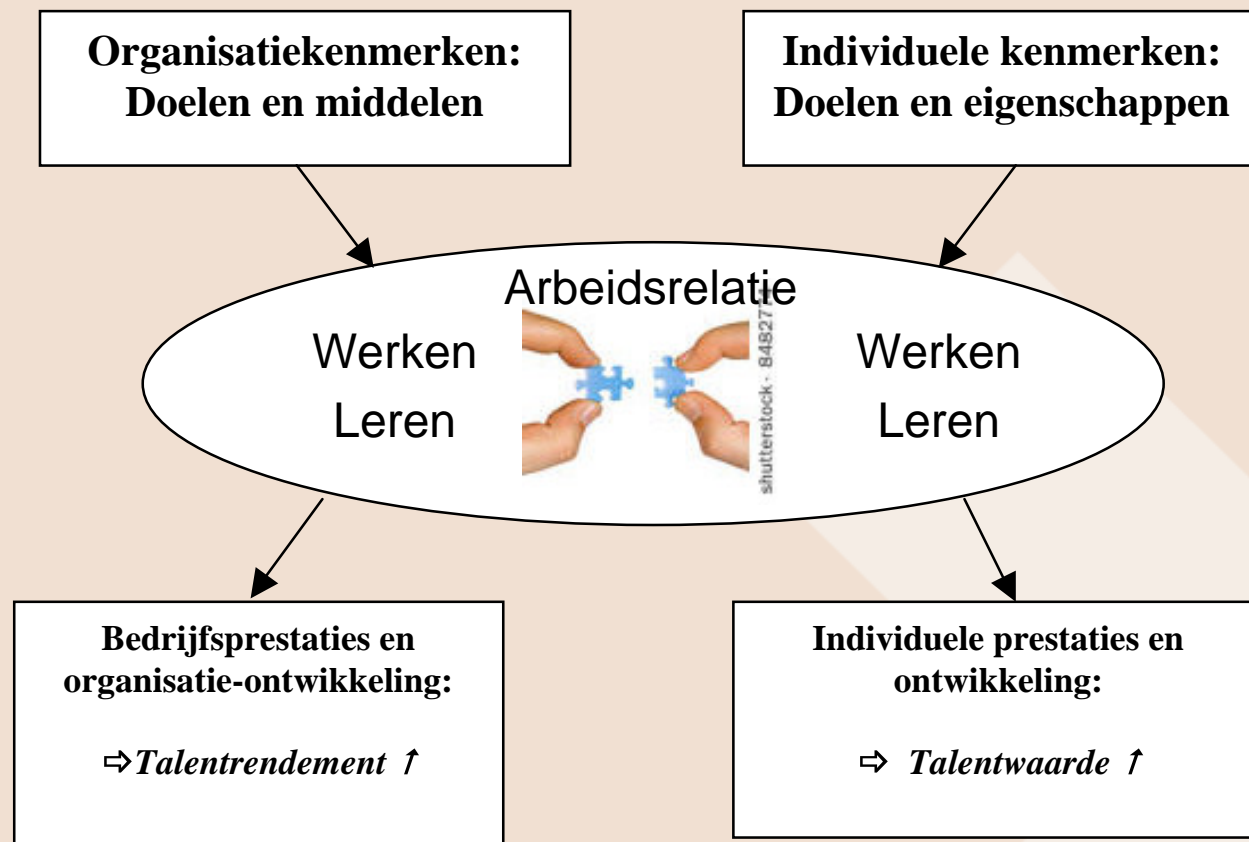 Organisatiekenmerken:
Doelen en middelen
Individuele kenmerken:
Doelen en eigenschappen
Arbeidsrelatie
Werken
Leren
shutterstock · 8482774
Werken
Leren
Bedrijfsprestaties en
organisatie-ontwikkeling:
⇨Talentrendement ↑
Individuele prestaties en
ontwikkeling:
⇨ Talentwaarde ↑